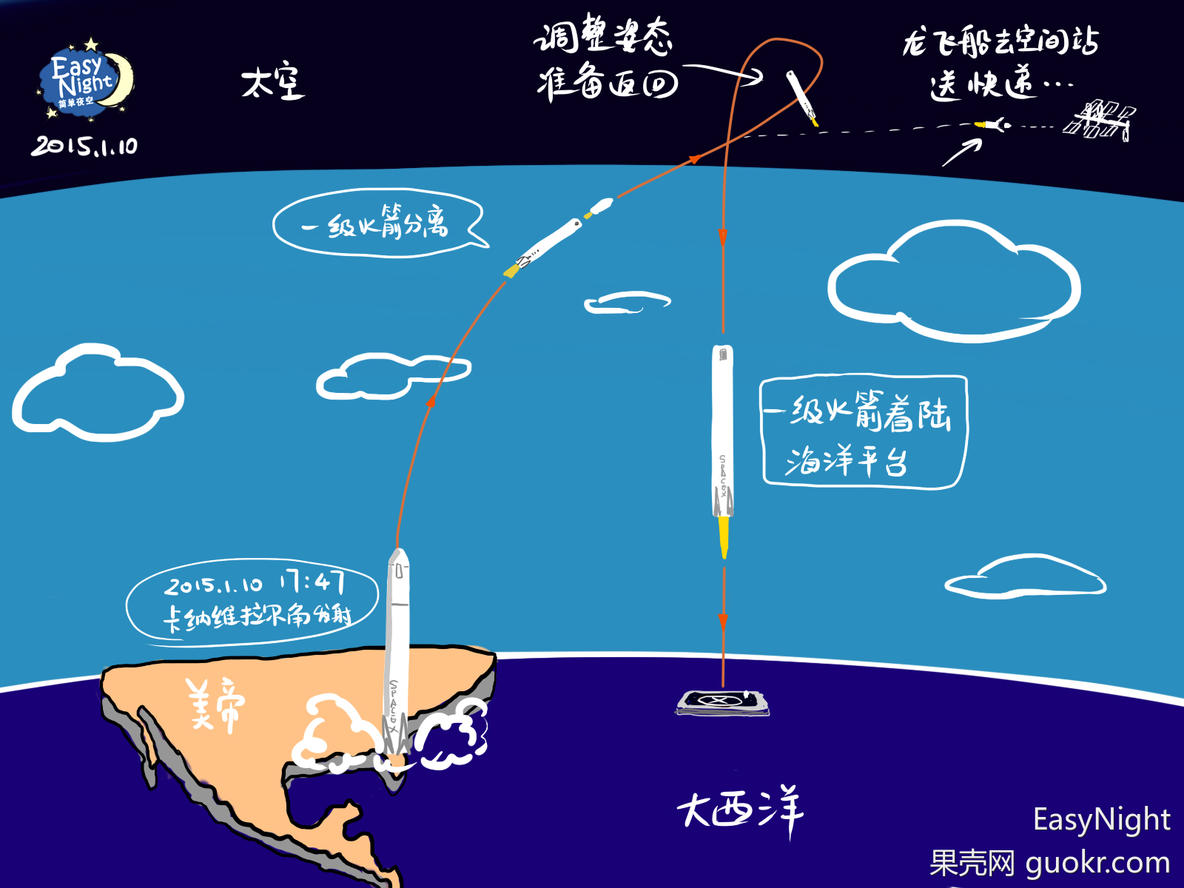 Easy
Night
简单夜空
2015.1.10
太空
调整姿态
准备返回
龙飞船去空间站
送快递…
一级火箭分离
一级火箭着陆
海洋平台
SPACEX
2015.1.10 17:47
卡纳维拉尔角发射
SPACEX
美帝
大西洋
EasyNight
果壳网 guokr.com